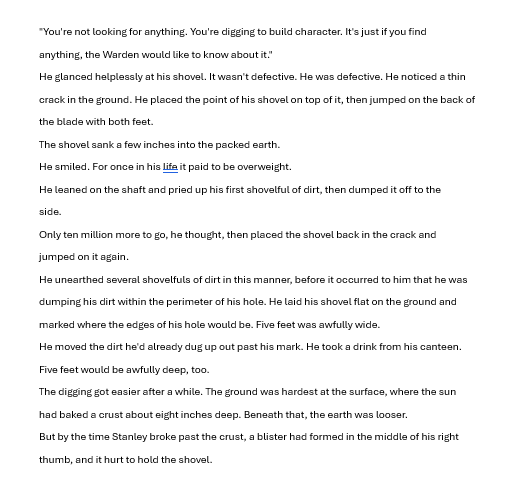 "You're not looking for anything. You're digging to build character. It's just if you find
anything, the Warden would like to know about it."
He glanced helplessly at his shovel. It wasn't defective. He was defective. He noticed a thin
crack in the ground. He placed the point of his shovel on top of it, then jumped on the back of
the blade with both feet.
The shovel sank a few inches into the packed earth.
He smiled. For once in his life it paid to be overweight.
He leaned on the shaft and pried up his first shovelful of dirt, then dumped it off to the
side.
Only ten million more to go, he thought, then placed the shovel back in the crack and
jumped on it again.
He unearthed several shovelfuls of dirt in this manner, before it occurred to him that he was
dumping his dirt within the perimeter of his hole. He laid his shovel flat on the ground and
marked where the edges of his hole would be. Five feet was awfully wide.
He moved the dirt he'd already dug up out past his mark. He took a drink from his canteen.
Five feet would be awfully deep, too.
The digging got easier after a while. The ground was hardest at the surface, where the sun
had baked a crust about eight inches deep. Beneath that, the earth was looser.
But by the time Stanley broke past the crust, a blister had formed in the middle of his right
thumb, and it hurt to hold the shovel.